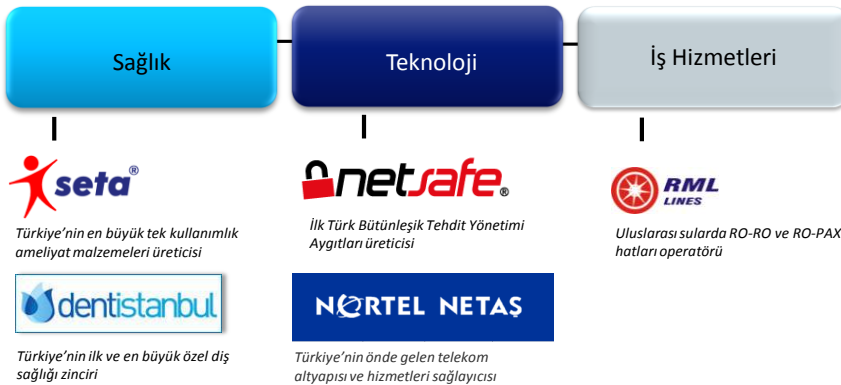 Sağlık
Teknoloji
İş Hizmetleri
seta®
Türkiye'nin en büyük tek kullanımlık
ameliyat malzemeleri üreticisi
dentistanbul
Türkiye'nin ilk ve en büyük özel diş
sağlığı zinciri
netsafe®
İlk Türk Bütünleşik Tehdit Yönetimi
Aygıtları üreticisi
NORTEL NETAŞ
Türkiye'nin önde gelen telekom
altyapısı ve hizmetleri sağlayıcısı
RML
LINES
Uluslarası sularda RO-RO ve RO-PAX
hatları operatörü